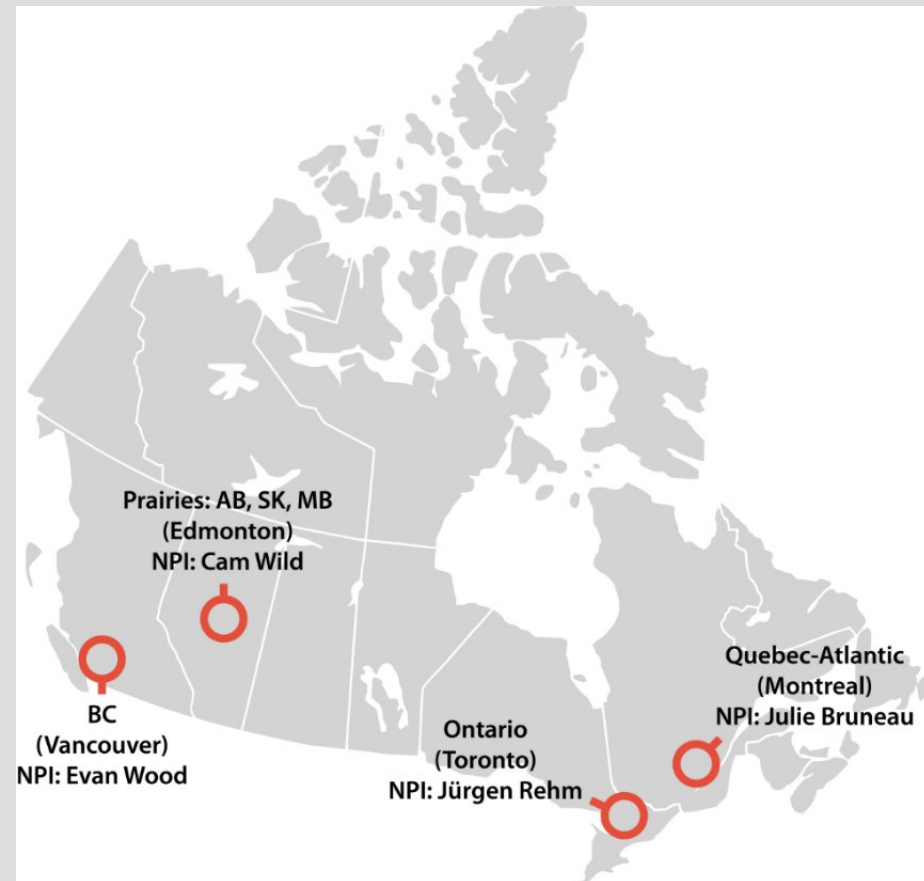 Prairies: AB, SK, MB
(Edmonton)
NPI: Cam Wild
BC
(Vancouver)
NPI: Evan Wood
Ontario
(Toronto)
NPI: Jürgen Rehm
Quebec-Atlantic
(Montreal)
NPI: Julie Bruneau